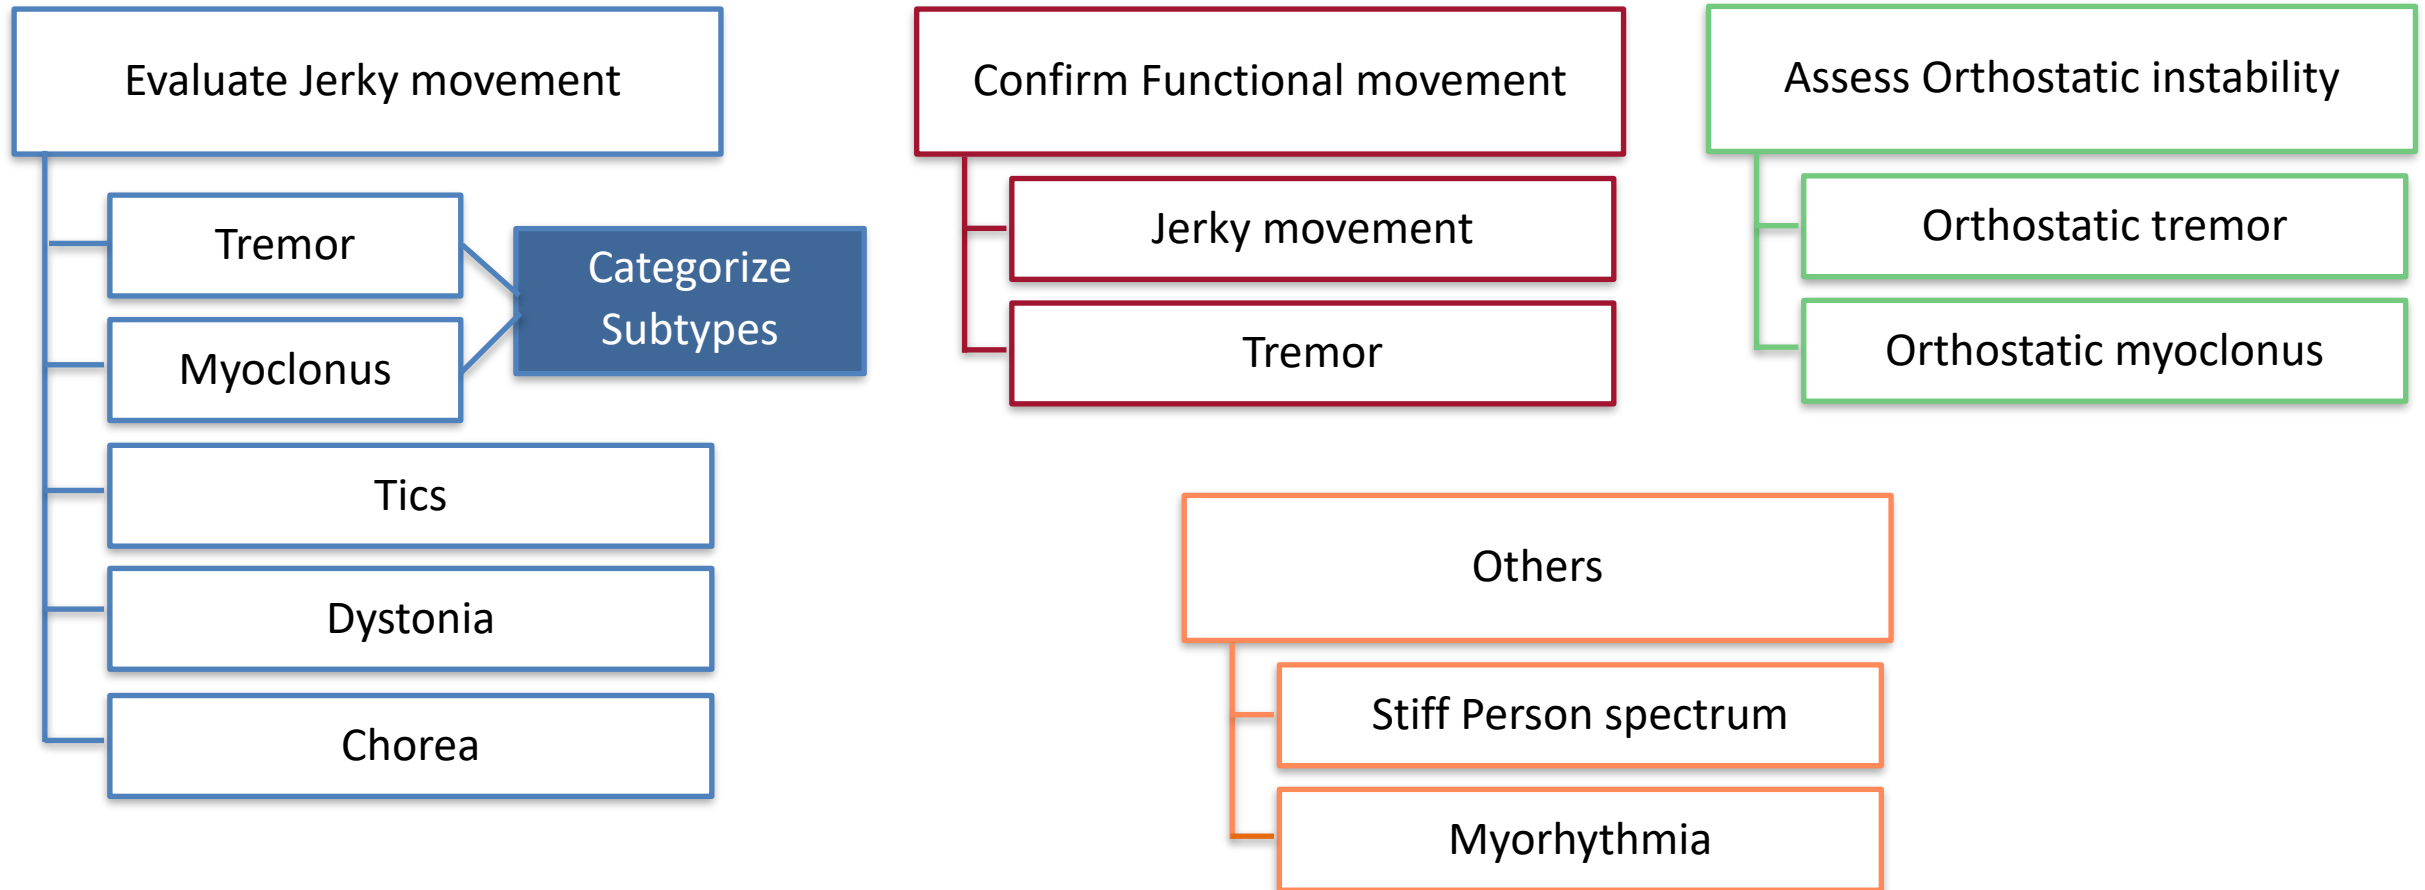 Evaluate Jerky movement
Tremor
Myoclonus
Categorize
Subtypes
Tics
Dystonia
Chorea
Confirm Functional movement
Jerky movement
Tremor
Assess Orthostatic instability
Orthostatic tremor
Orthostatic myoclonus
Others
Stiff Person spectrum
Myorhythmia